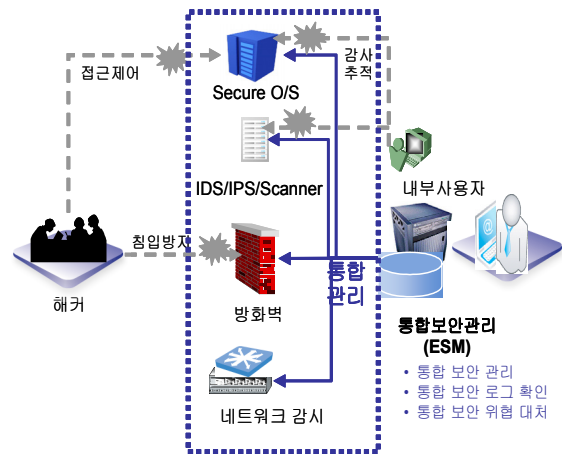 접근제어
감사
추적
Secure O/S
IDS/IPS/Scanner
내부사용자
침입방지
해커
방화벽
통합
관리
통합보안관리
(ESM)
• 통합 보안 관리
• 통합 보안 로그 확인
• 통합 보안 위협 대처
네트워크 감시